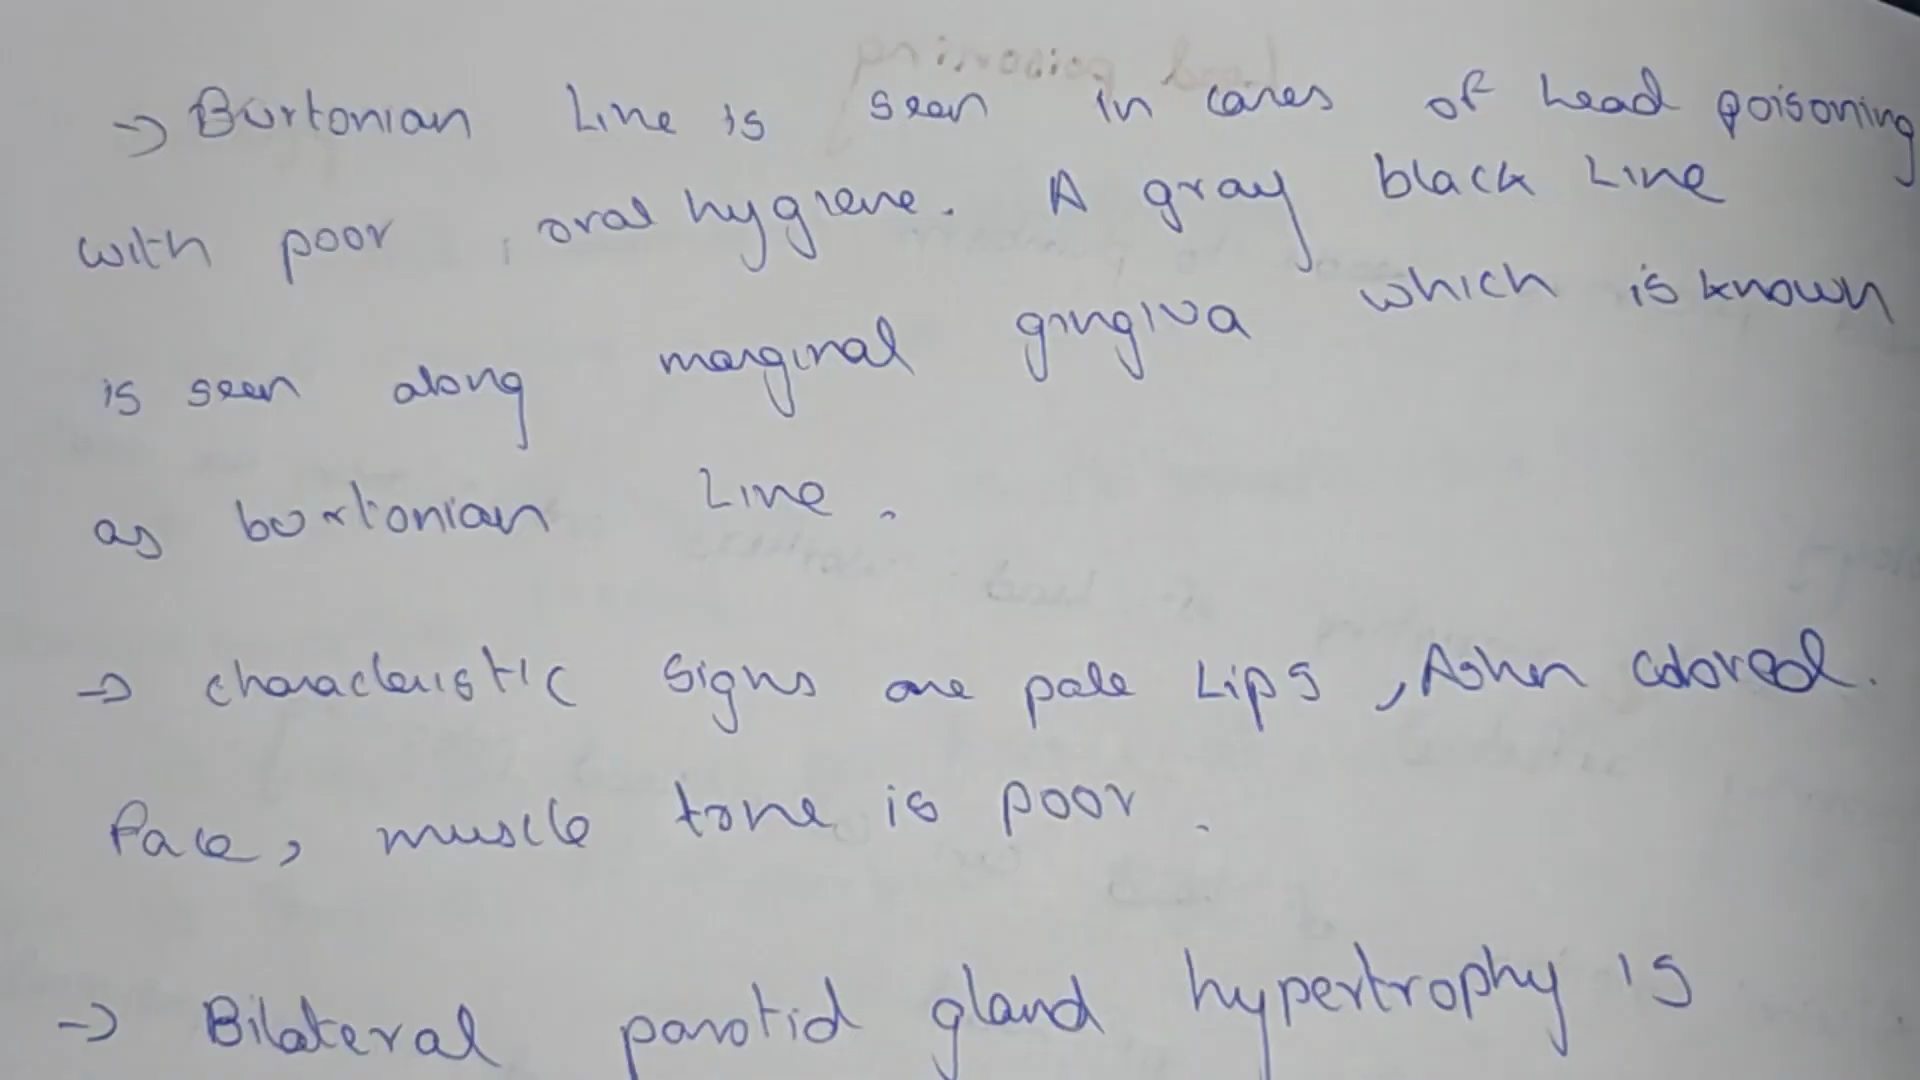 → Burtonian Line is seen in cases of lead poisoning
with poor oral hygiene. A gray black Line
is seen along marginal gingiva which is known
as burtonian Line.
→ characteristic signs are pale Lips, Ashen colored.
face, muscle tone is poor.
→ Bilateral parotid gland hypertrophy is